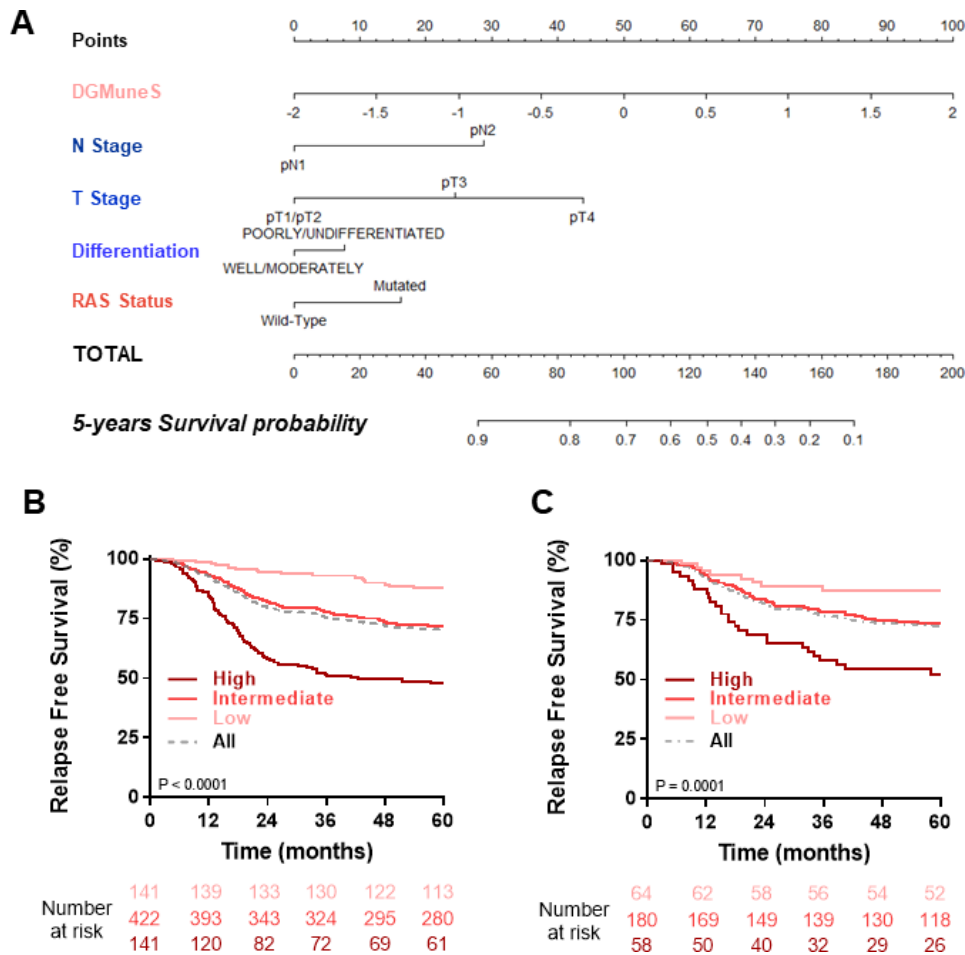 A
Points
0 10 20 30 40 50 60 70 80 90 100
DGMuneS
-2 -1.5 -1 -0.5 0 0.5 1 1.5 2
N Stage
pN2
pN1
T Stage
pT3
pT1/pT2 pT4
Differentiation
POORLY/UNDIFFERENTIATED
WELL/MODERATELY
RAS Status
Mutated
Wild-Type
TOTAL
0 20 40 60 80 100 120 140 160 180 200
5-years Survival probability
0.9 0.8 0.7 0.6 0.5 0.4 0.3 0.2 0.1
B
Relapse Free Survival (%)
100
75
50
25
0
High
Intermediate
Low
All
P < 0.0001
0 12 24 36 48 60
Time (months)
Number at risk
141 139 133 130 122 113
422 393 343 324 295 280
141 120 82 72 69 61
C
Relapse Free Survival (%)
100
75
50
25
0
High
Intermediate
Low
All
P = 0.0001
0 12 24 36 48 60
Time (months)
Number at risk
64 62 58 56 54 52
180 169 149 139 130 118
58 50 40 32 29 26